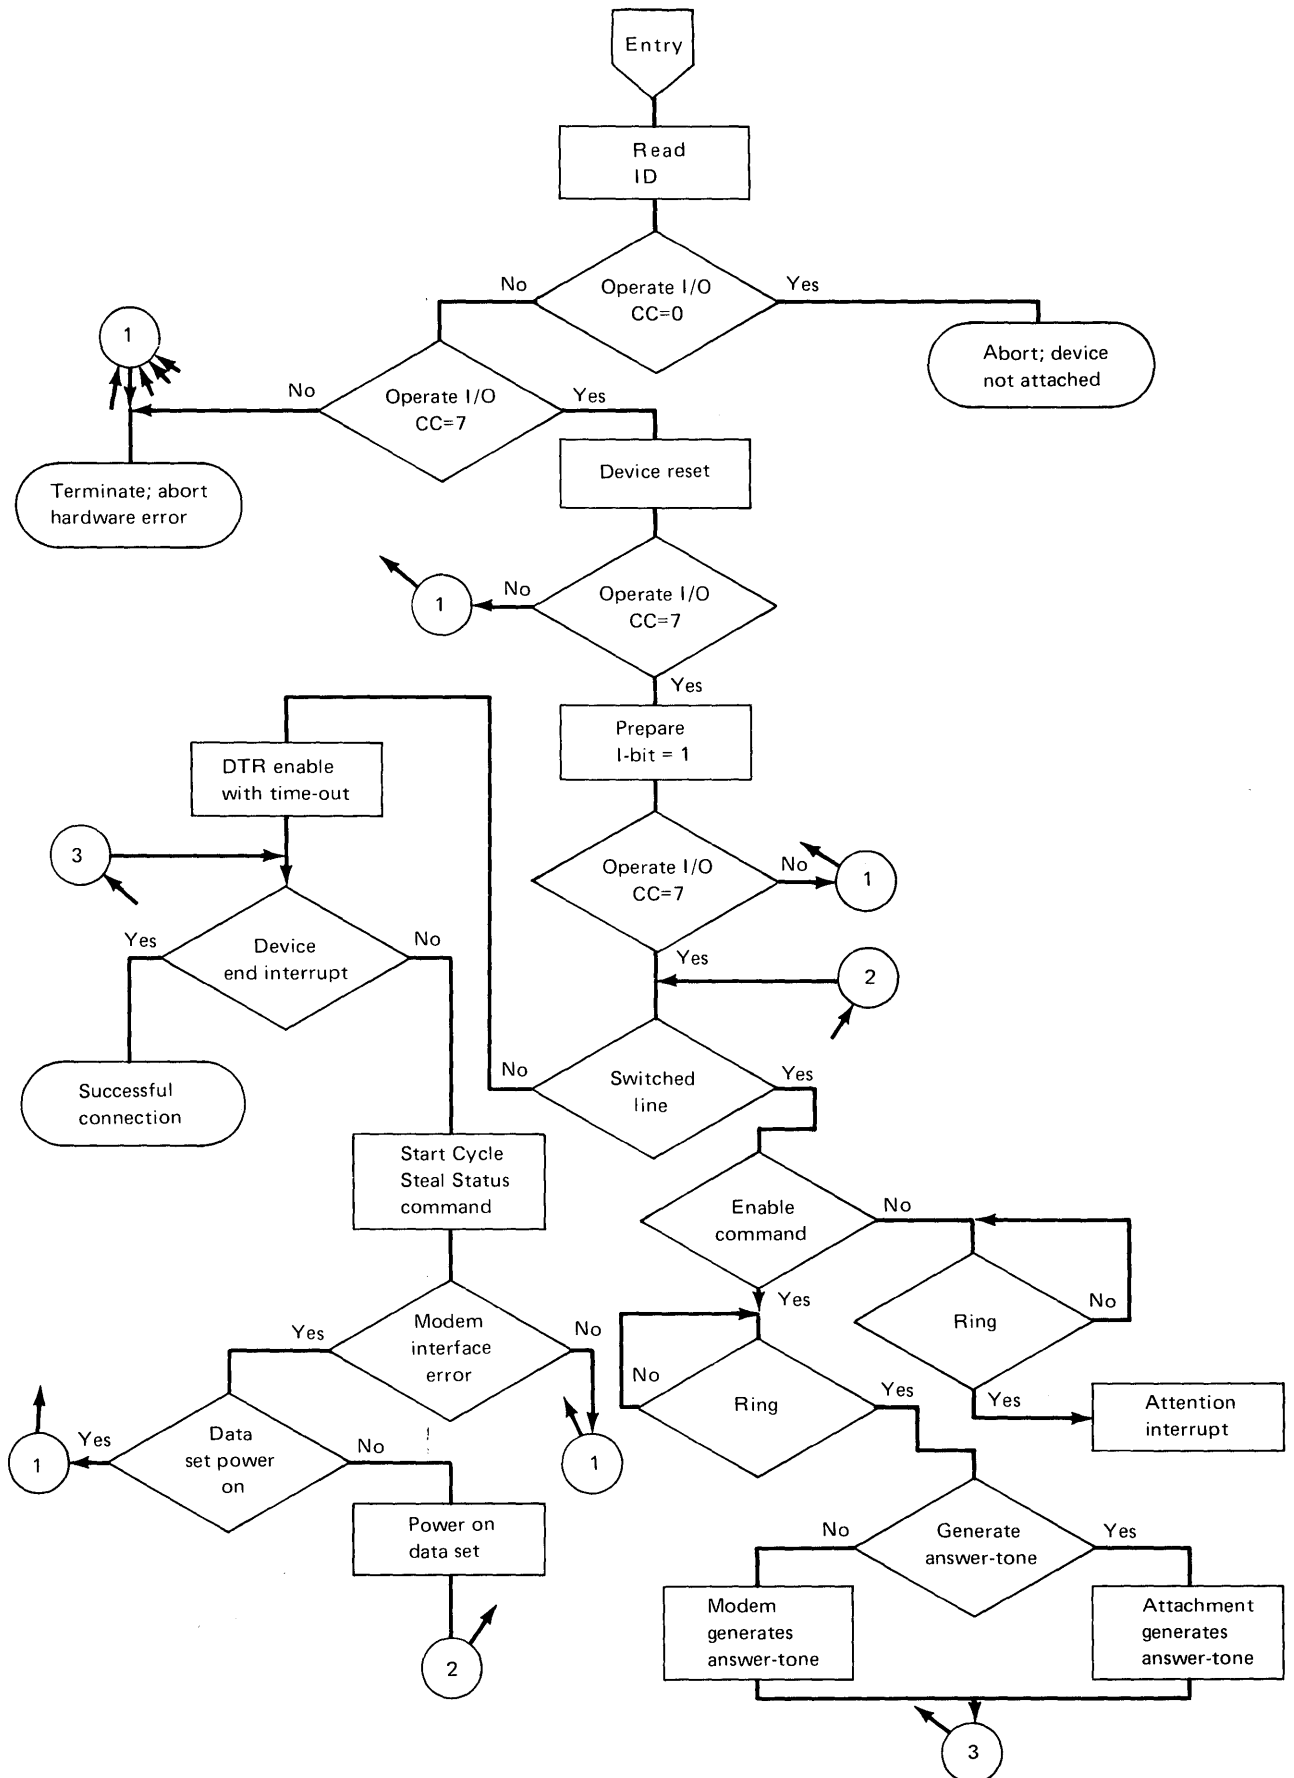 Entry
Read
ID
Operate I/O
CC=0
No
Yes
Abort; device
not attached
1
No
Operate I/O
CC=7
Yes
Terminate; abort
hardware error
Device reset
1
No
Operate I/O
CC=7
Yes
Prepare
I-bit = 1
DTR enable
with time-out
3
Operate I/O
CC=7
No
1
Yes
2
Yes
Device
end interrupt
No
Successful
connection
No
Switched
line
Yes
Start Cycle
Steal Status
command
Enable
command
No
Yes
Ring
No
Yes
Attention
interrupt
Yes
Modem
interface
error
No
1
No
Ring
Yes
1
Yes
Data
set power
on
No
Power on
data set
2
No
Generate
answer-tone
Yes
Modem
generates
answer-tone
Attachment
generates
answer-tone
3